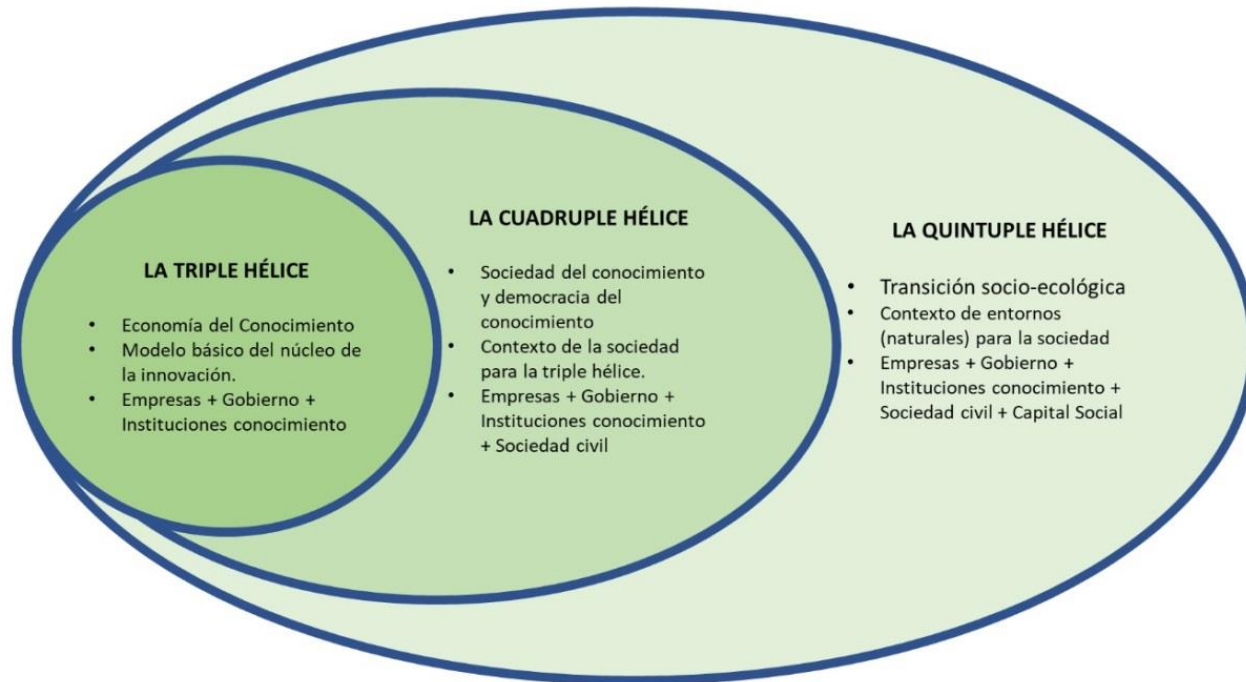 LA TRIPLE HÉLICE
• Economía del Conocimiento
• Modelo básico del núcleo de
la innovación.
• Empresas + Gobierno +
Instituciones conocimiento
LA CUADRUPLE HÉLICE
• Sociedad del conocimiento
y democracia del
conocimiento
• Contexto de la sociedad
para la triple hélice.
• Empresas + Gobierno +
Instituciones conocimiento
+ Sociedad civil
LA QUINTUPLE HÉLICE
• Transición socio-ecológica
• Contexto de entornos
(naturales) para la sociedad
• Empresas + Gobierno +
Instituciones conocimiento +
Sociedad civil + Capital Social